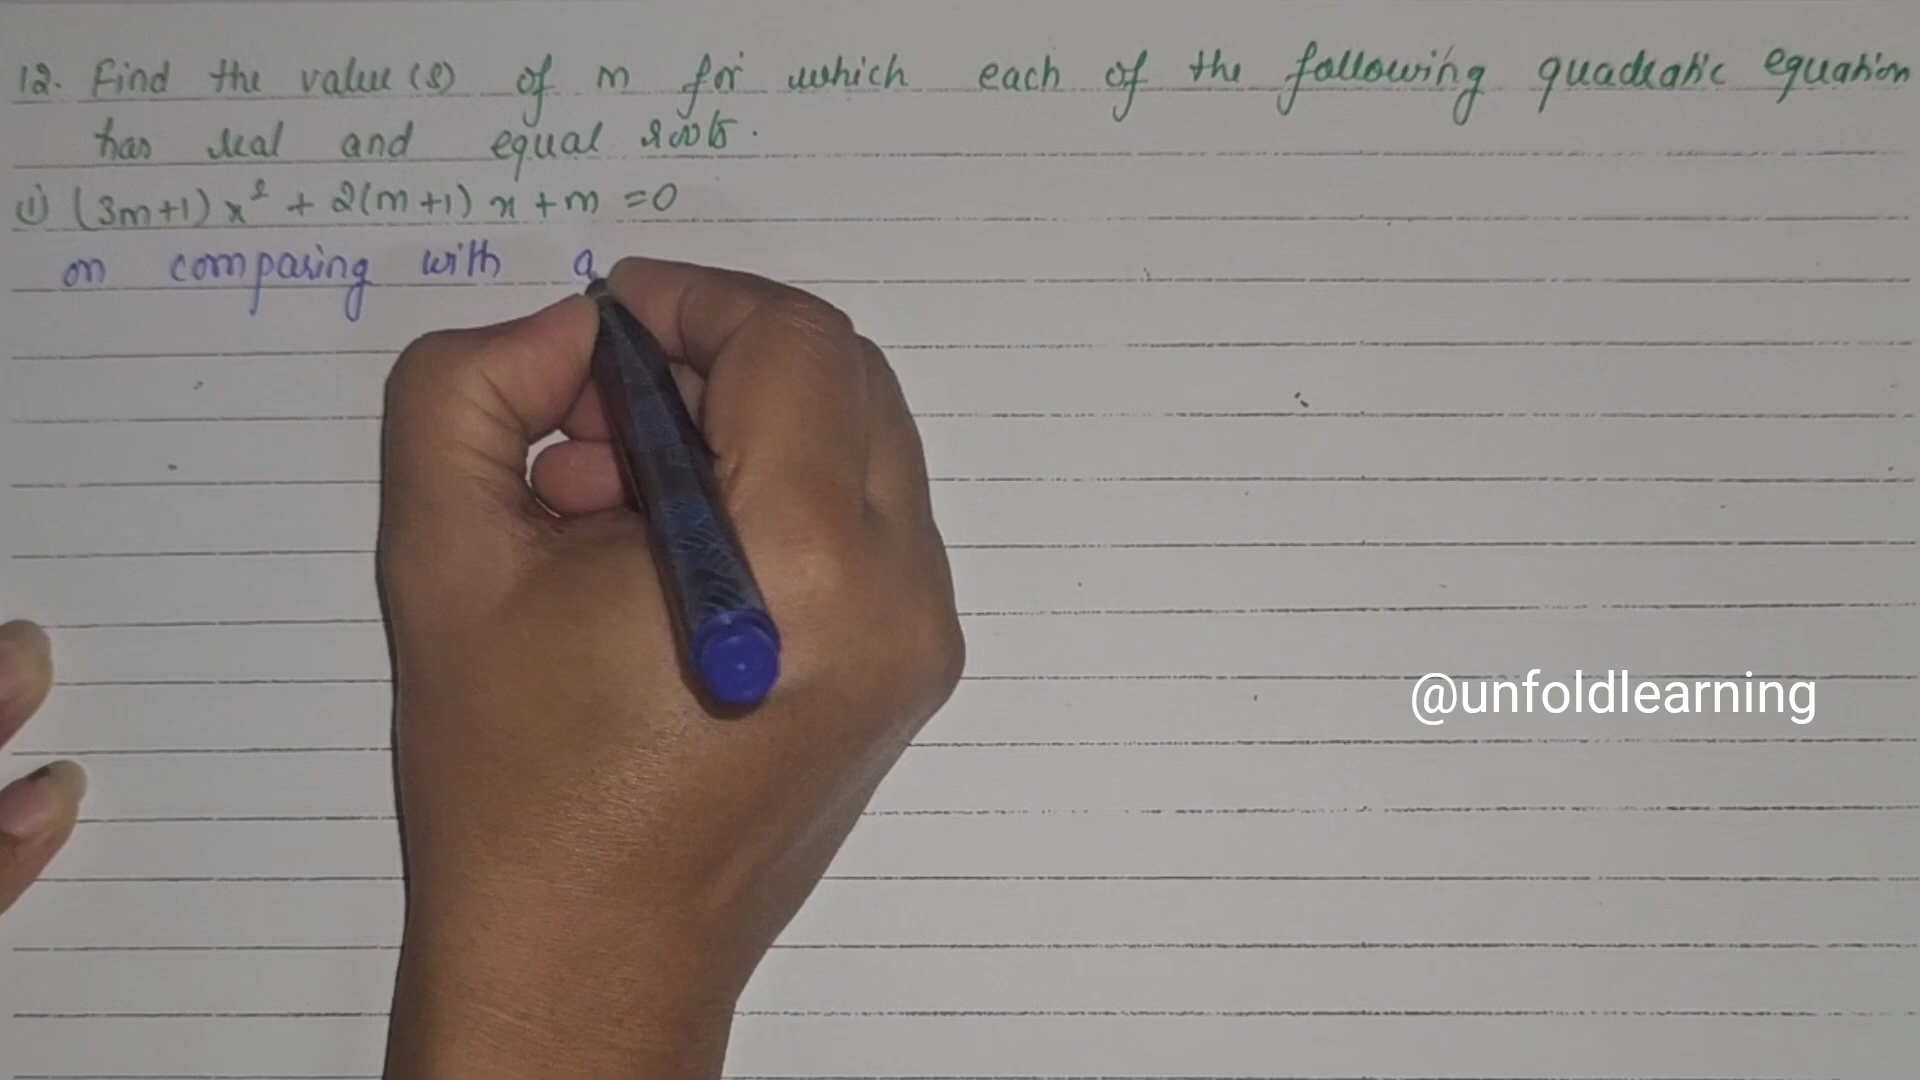 12. Find the value(s) of m for which each of the following quadratic equation
has real and equal roots.
(i) (3m+1)x² + 2(m+1)x + m = 0
on comparing with a
@unfoldlearning